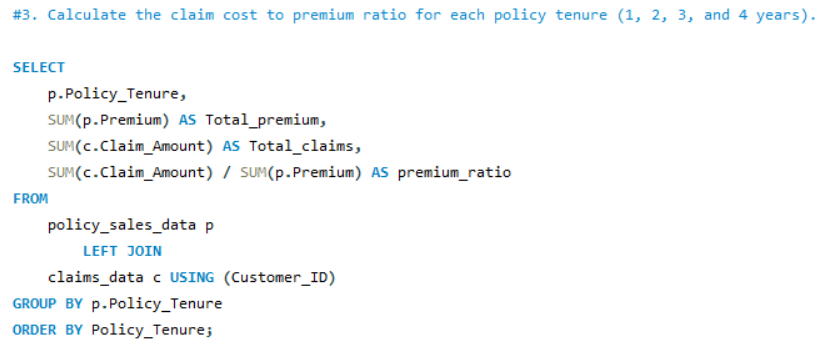 #3. Calculate the claim cost to premium ratio for each policy tenure (1, 2, 3, and 4 years).
SELECT
p.Policy_Tenure,
SUM(p.Premium) AS Total_premium,
SUM(c.Claim_Amount) AS Total_claims,
SUM(c.Claim_Amount) / SUM(p.Premium) AS premium_ratio
FROM
policy_sales_data p
LEFT JOIN
claims_data c USING (Customer_ID)
GROUP BY p.Policy_Tenure
ORDER BY Policy_Tenure;